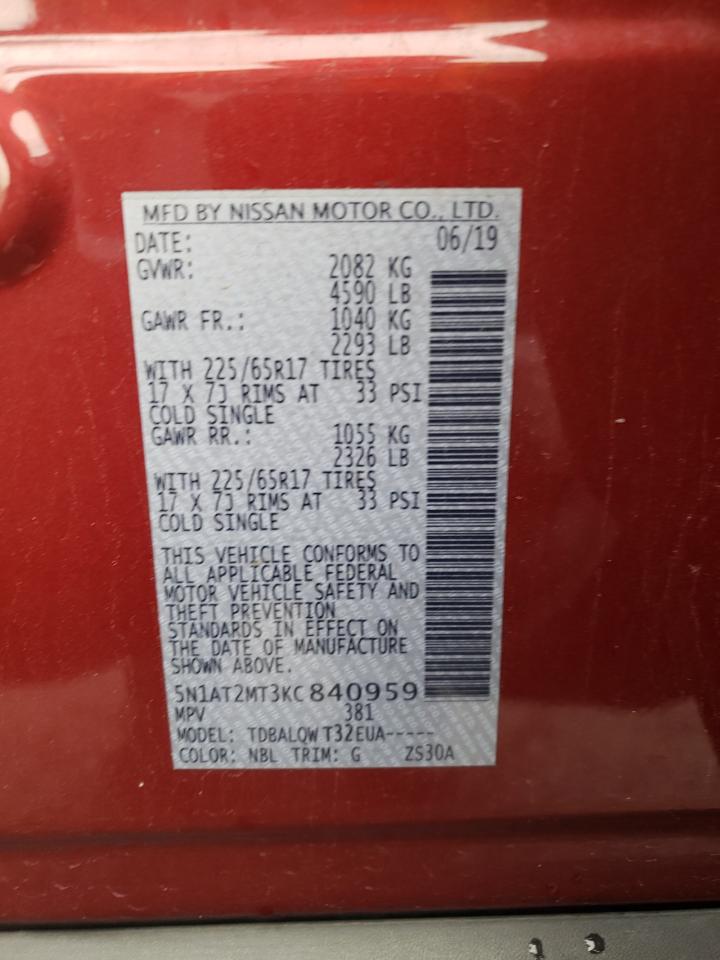 MFD BY NISSAN MOTOR CO., LTD.
DATE: 06/19
GVWR: 2082 KG
4590 LB
GAWR FR.: 1040 KG
2293 LB
WITH 225/65R17 TIRES
17 X 7J RIMS AT 33 PSI
COLD SINGLE
GAWR RR.: 1055 KG
2326 LB
WITH 225/65R17 TIRES
17 X 7J RIMS AT 33 PSI
COLD SINGLE
THIS VEHICLE CONFORMS TO
ALL APPLICABLE FEDERAL
MOTOR VEHICLE SAFETY AND
THEFT PREVENTION
STANDARDS IN EFFECT ON
THE DATE OF MANUFACTURE
SHOWN ABOVE.
5N1AT2MT3KC840959
MPV 381
MODEL: TDBALQWT32EUA-----
COLOR: NBL TRIM: G ZS30A